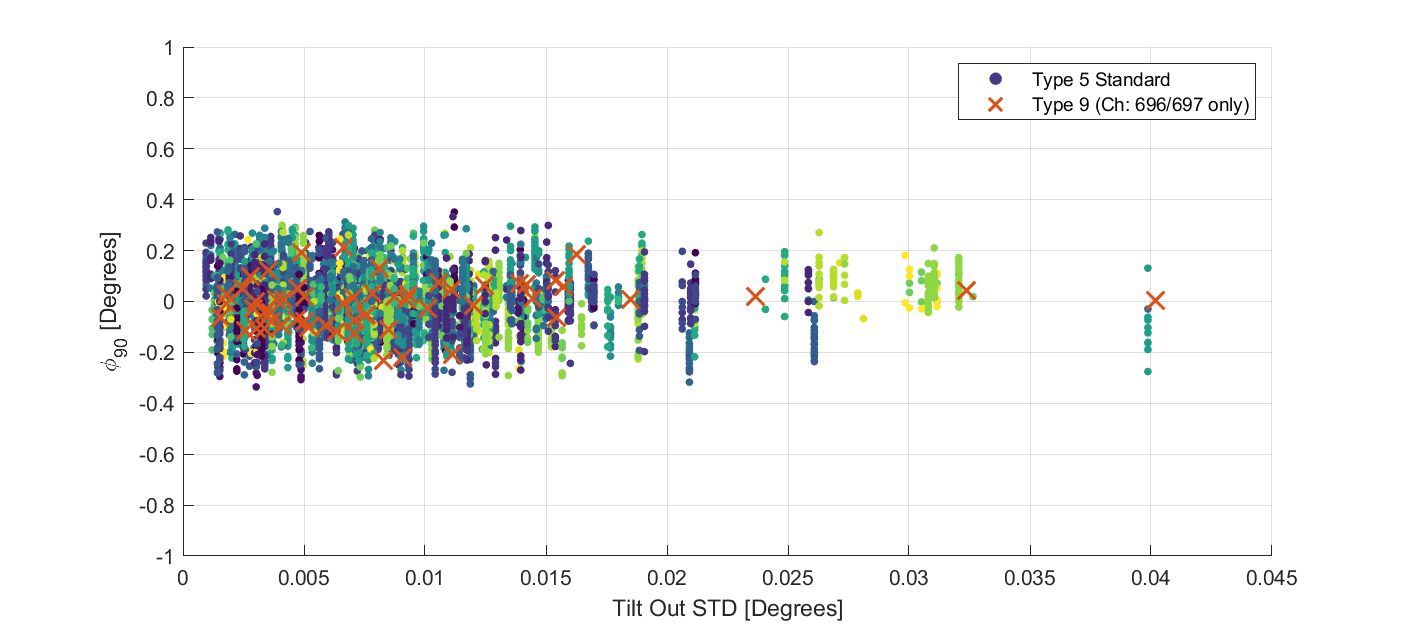 1
0.8
0.6
0.4
0.2
0
-0.2
-0.4
-0.6
-0.8
-1
ϕ90 [Degrees]
Type 5 Standard
Type 9 (Ch: 696/697 only)
0 0.005 0.01 0.015 0.02 0.025 0.03 0.035 0.04 0.045
Tilt Out STD [Degrees]